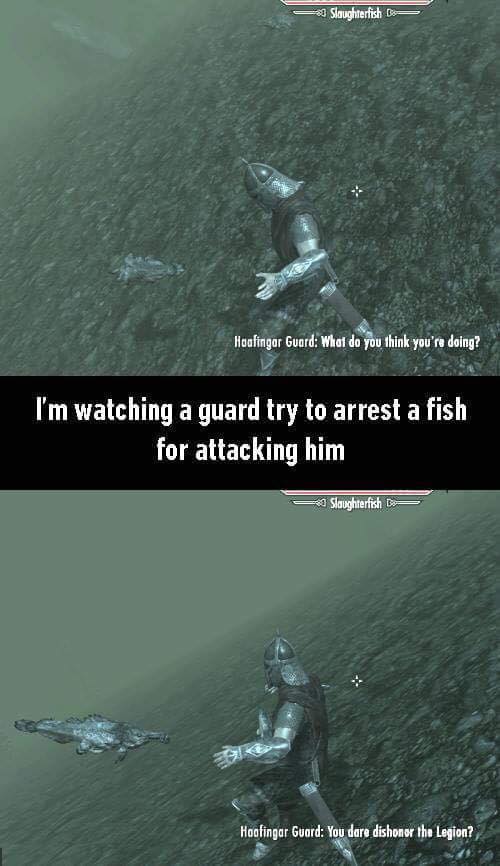 Slaughterfish
Haafingar Guard: What do you think you're doing?
I'm watching a guard try to arrest a fish
for attacking him
Slaughterfish
Haafingar Guard: You dare dishonor the Legion?